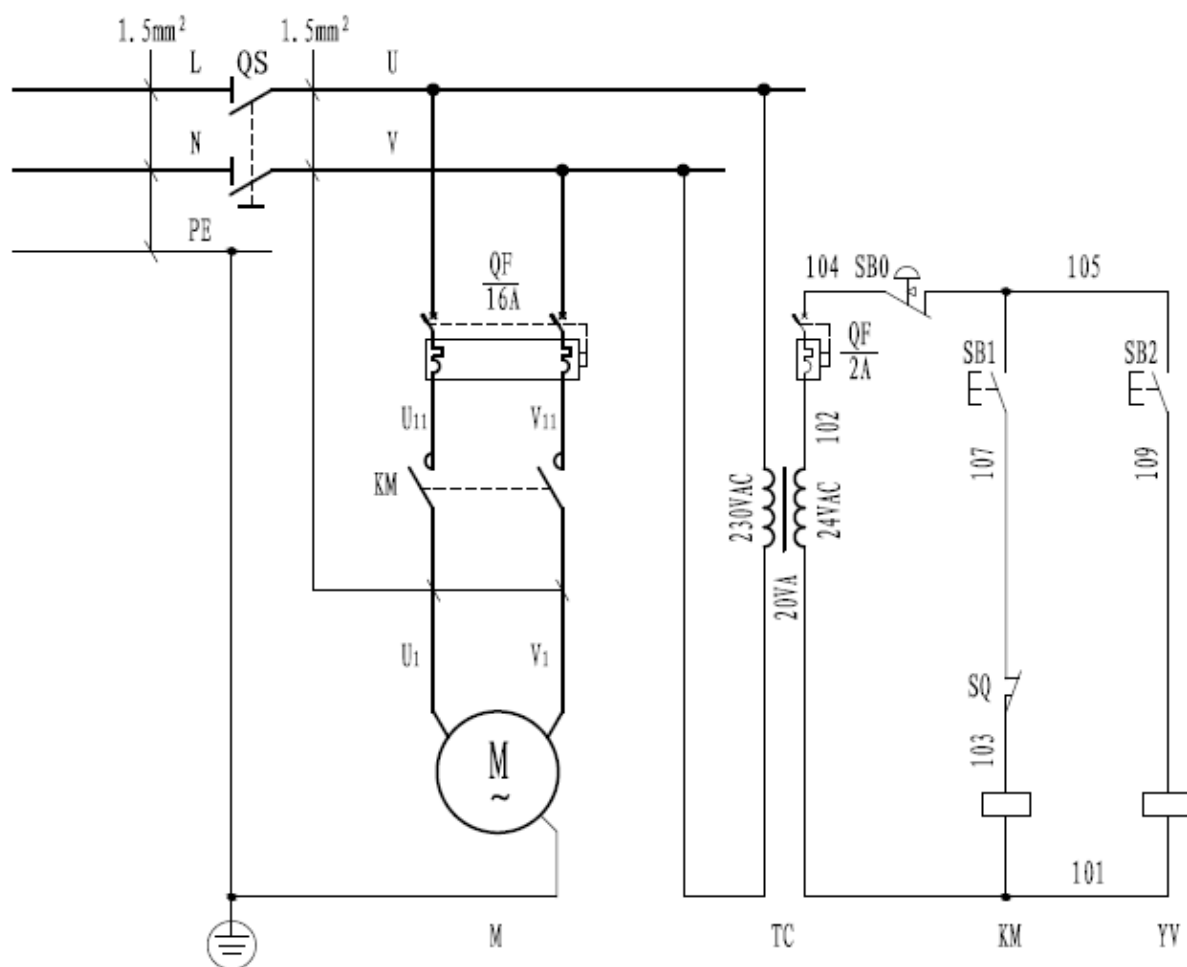 1.5mm² 1.5mm²
L QS U
N V
PE
QF
16A
104 SB0 105
QF
2A
SB1 SB2
U11 V11 102
107 109
KM
230VAC 24VAC
20VA
U1 V1
SQ
103
M
~
101
M TC KM YV